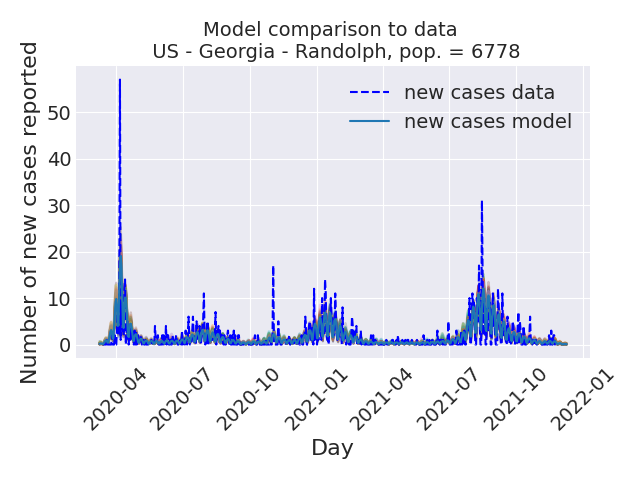 Model comparison to data
US - Georgia - Randolph, pop. = 6778
Number of new cases reported
50
40
30
20
10
0
new cases data
new cases model
2020-04
2020-07
2020-10
2021-01
2021-04
2021-07
2021-10
2022-01
Day